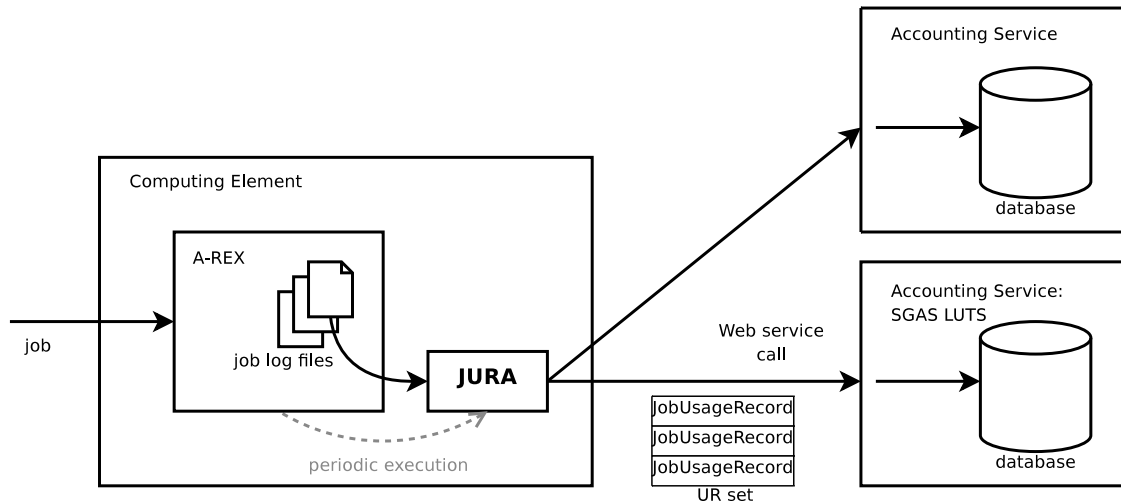 Accounting Service
database
Computing Element
A-REX
job log files
job
JURA
periodic execution
Accounting Service:
SGAS LUTS
database
Web service
call
JobUsageRecord
JobUsageRecord
JobUsageRecord
UR set